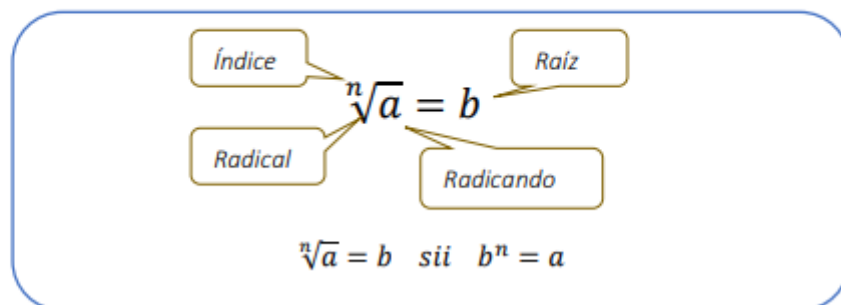 Índice
Raíz
ⁿ√a = b
Radical
Radicando
ⁿ√a = b sii bⁿ = a